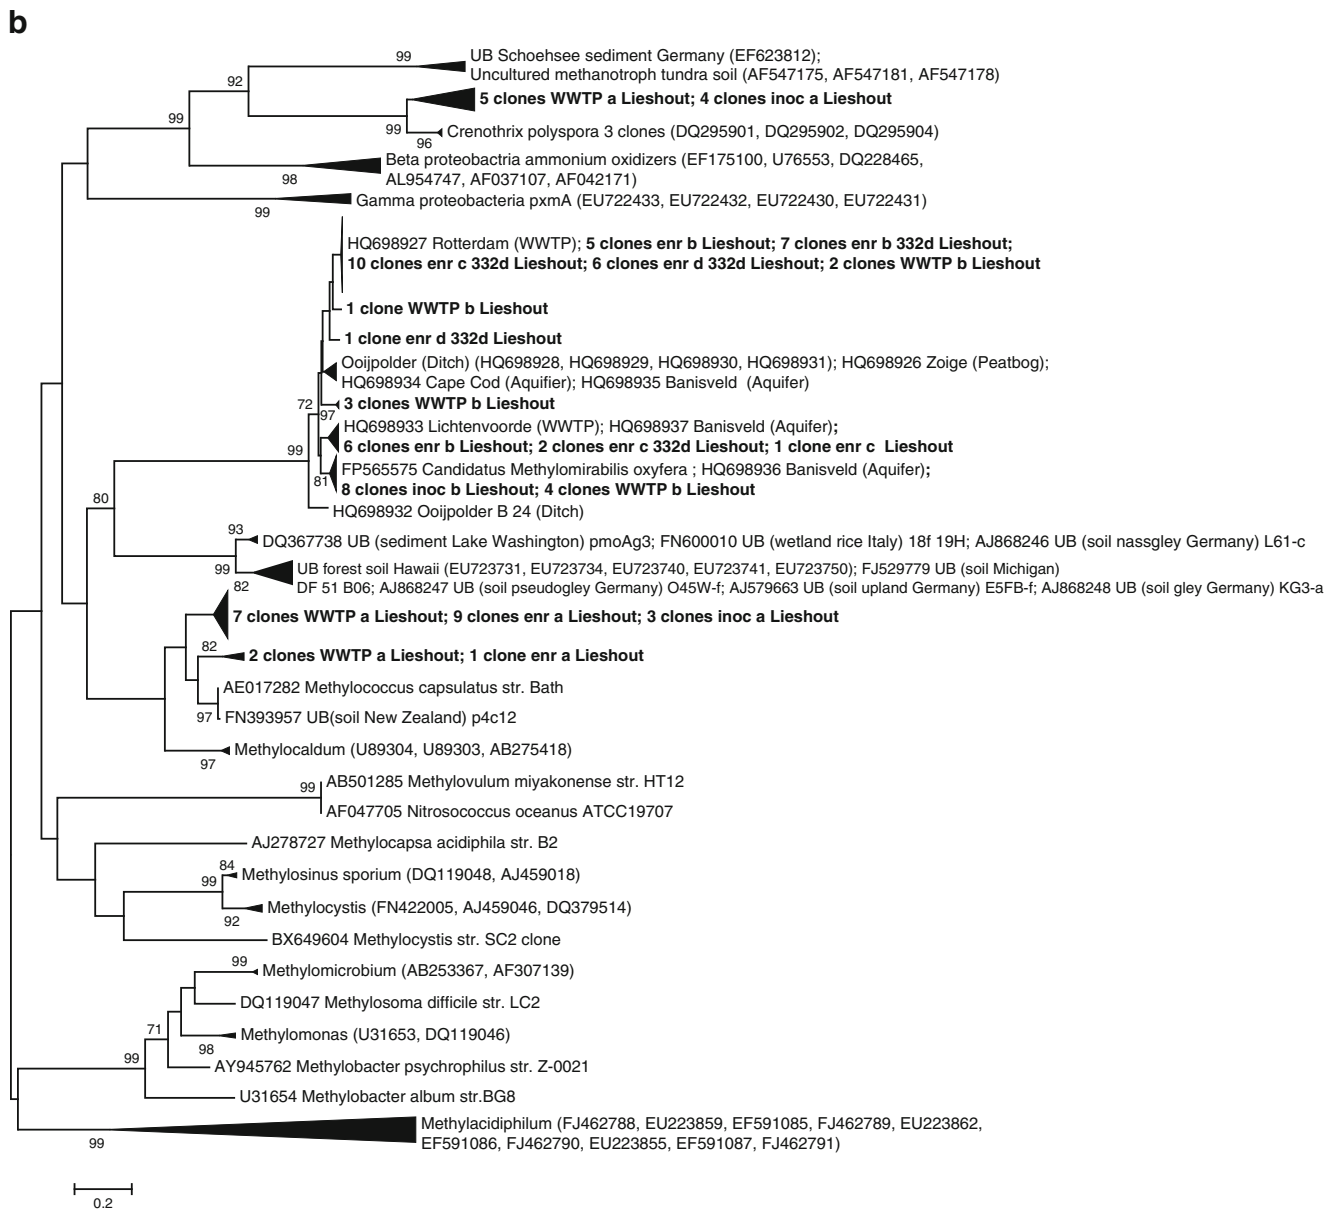 b
99
UB Schoehsee sediment Germany (EF623812);
Uncultured methanotroph tundra soil (AF547175, AF547181, AF547178)
92
5 clones WWTP a Lieshout; 4 clones inoc a Lieshout
99
99
Crenothrix polyspora 3 clones (DQ295901, DQ295902, DQ295904)
96
Beta proteobactria ammonium oxidizers (EF175100, U76553, DQ228465,
AL954747, AF037107, AF042171)
98
Gamma proteobacteria pxmA (EU722433, EU722432, EU722430, EU722431)
99
HQ698927 Rotterdam (WWTP); 5 clones enr b Lieshout; 7 clones enr b 332d Lieshout;
10 clones enr c 332d Lieshout; 6 clones enr d 332d Lieshout; 2 clones WWTP b Lieshout
1 clone WWTP b Lieshout
1 clone enr d 332d Lieshout
Ooijpolder (Ditch) (HQ698928, HQ698929, HQ698930, HQ698931); HQ698926 Zoige (Peatbog);
HQ698934 Cape Cod (Aquifier); HQ698935 Banisveld (Aquifer)
72
3 clones WWTP b Lieshout
97
HQ698933 Lichtenvoorde (WWTP); HQ698937 Banisveld (Aquifer);
6 clones enr b Lieshout; 2 clones enr c 332d Lieshout; 1 clone enr c Lieshout
99
FP565575 Candidatus Methylomirabilis oxyfera ; HQ698936 Banisveld (Aquifer);
81
8 clones inoc b Lieshout; 4 clones WWTP b Lieshout
80
HQ698932 Ooijpolder B 24 (Ditch)
93
DQ367738 UB (sediment Lake Washington) pmoAg3; FN600010 UB (wetland rice Italy) 18f 19H; AJ868246 UB (soil nassgley Germany) L61-c
99
UB forest soil Hawaii (EU723731, EU723734, EU723740, EU723741, EU723750); FJ529779 UB (soil Michigan)
82
DF 51 B06; AJ868247 UB (soil pseudogley Germany) O45W-f; AJ579663 UB (soil upland Germany) E5FB-f; AJ868248 UB (soil gley Germany) KG3-a
7 clones WWTP a Lieshout; 9 clones enr a Lieshout; 3 clones inoc a Lieshout
82
2 clones WWTP a Lieshout; 1 clone enr a Lieshout
AE017282 Methylococcus capsulatus str. Bath
97
FN393957 UB(soil New Zealand) p4c12
Methylocaldum (U89304, U89303, AB275418)
97
AB501285 Methylovulum miyakonense str. HT12
99
AF047705 Nitrosococcus oceanus ATCC19707
AJ278727 Methylocapsa acidiphila str. B2
84
Methylosinus sporium (DQ119048, AJ459018)
99
Methylocystis (FN422005, AJ459046, DQ379514)
92
BX649604 Methylocystis str. SC2 clone
99
Methylomicrobium (AB253367, AF307139)
DQ119047 Methylosoma difficile str. LC2
71
Methylomonas (U31653, DQ119046)
98
99
AY945762 Methylobacter psychrophilus str. Z-0021
U31654 Methylobacter album str.BG8
Methylacidiphilum (FJ462788, EU223859, EF591085, FJ462789, EU223862,
EF591086, FJ462790, EU223855, EF591087, FJ462791)
99
0.2